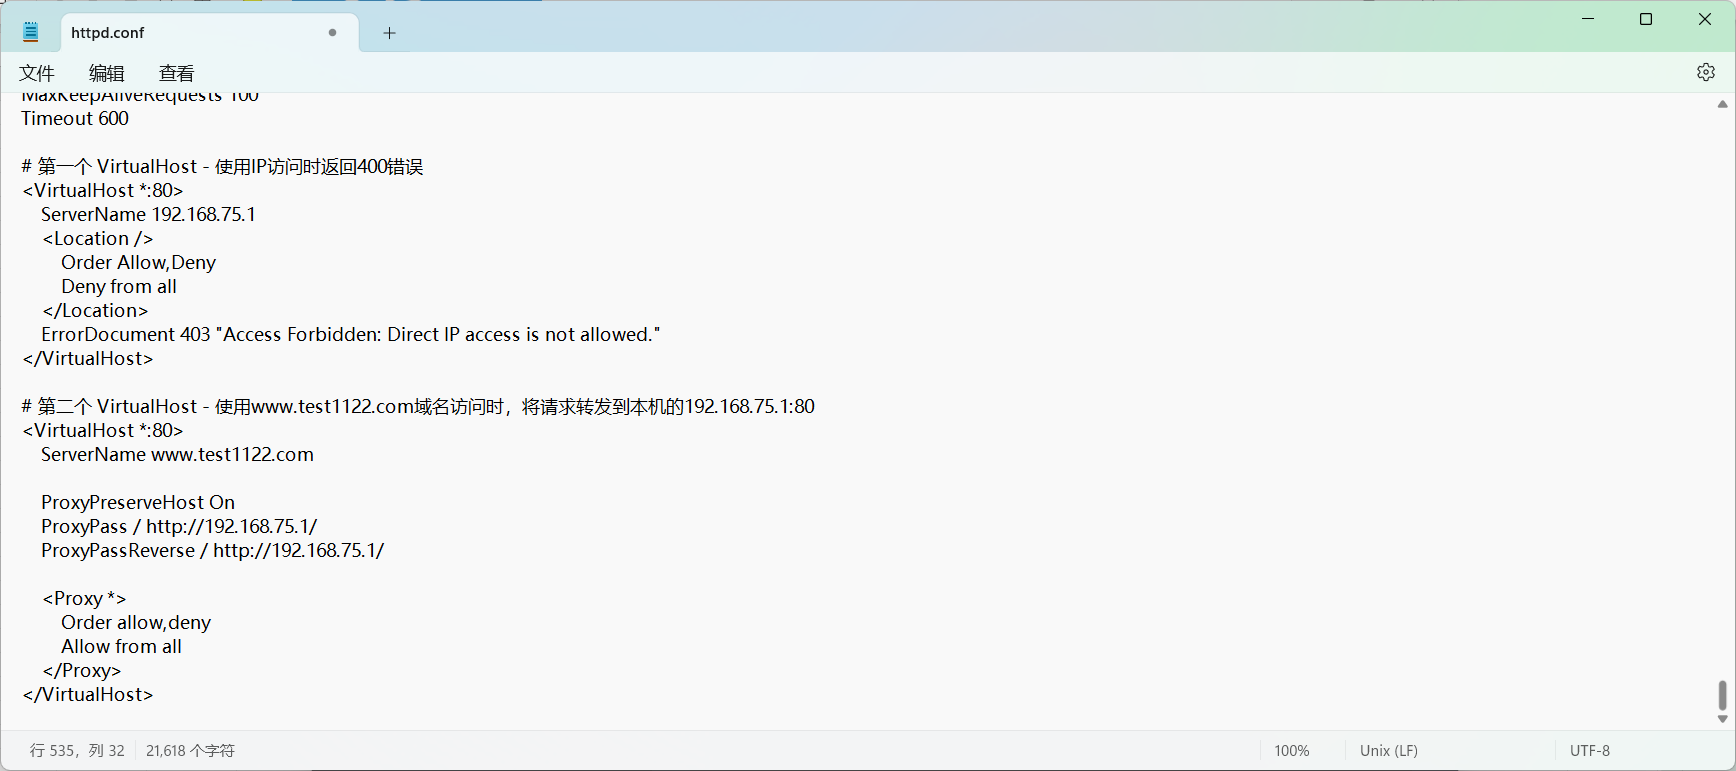 httpd.conf
文件 编辑 查看
MaxKeepAliveRequests 100
Timeout 600
# 第一个 VirtualHost - 使用IP访问时返回400错误
<VirtualHost *:80>
ServerName 192.168.75.1
<Location />
Order Allow,Deny
Deny from all
</Location>
ErrorDocument 403 "Access Forbidden: Direct IP access is not allowed."
</VirtualHost>
# 第二个 VirtualHost - 使用www.test1122.com域名访问时，将请求转发到本机的192.168.75.1:80
<VirtualHost *:80>
ServerName www.test1122.com
ProxyPreserveHost On
ProxyPass / http://192.168.75.1/
ProxyPassReverse / http://192.168.75.1/
<Proxy *>
Order allow,deny
Allow from all
</Proxy>
</VirtualHost>
行 535，列 32 21,618 个字符 100% Unix (LF) UTF-8